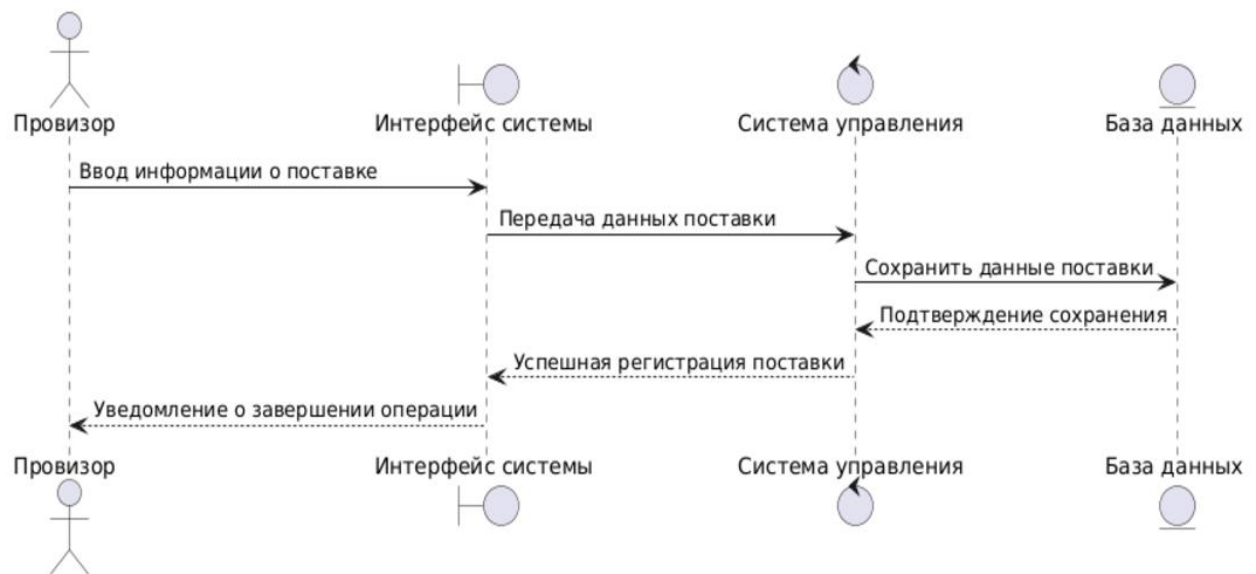 Провизор
Интерфейс системы
Система управления
База данных
Ввод информации о поставке
Передача данных поставки
Сохранить данные поставки
Подтверждение сохранения
Успешная регистрация поставки
Уведомление о завершении операции
Провизор
Интерфейс системы
Система управления
База данных